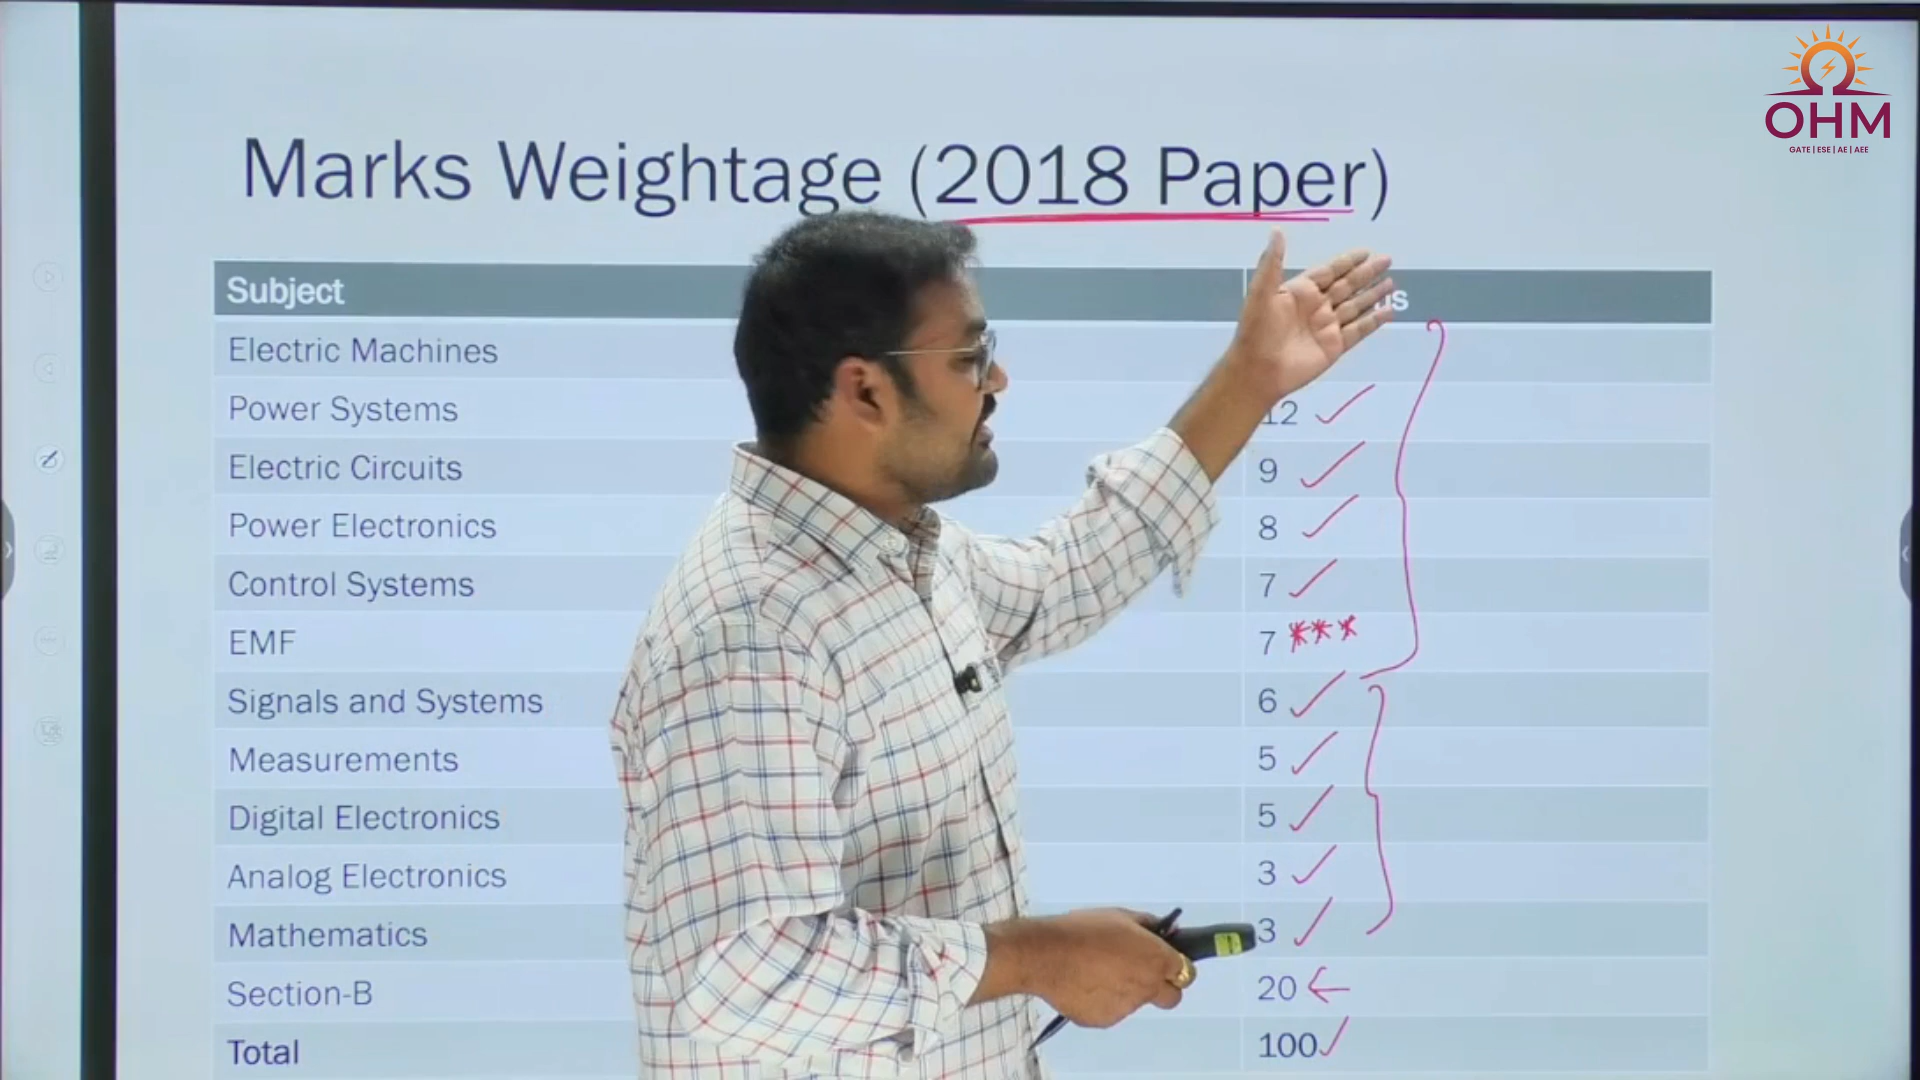 OHM
GATE | ESE | AE | AEE
Marks Weightage (2018 Paper)
Subject
Electric Machines
Power Systems 12
Electric Circuits 9
Power Electronics 8
Control Systems 7
EMF 7 ***
Signals and Systems 6
Measurements 5
Digital Electronics 5
Analog Electronics 3
Mathematics 3
Section-B 20
Total 100